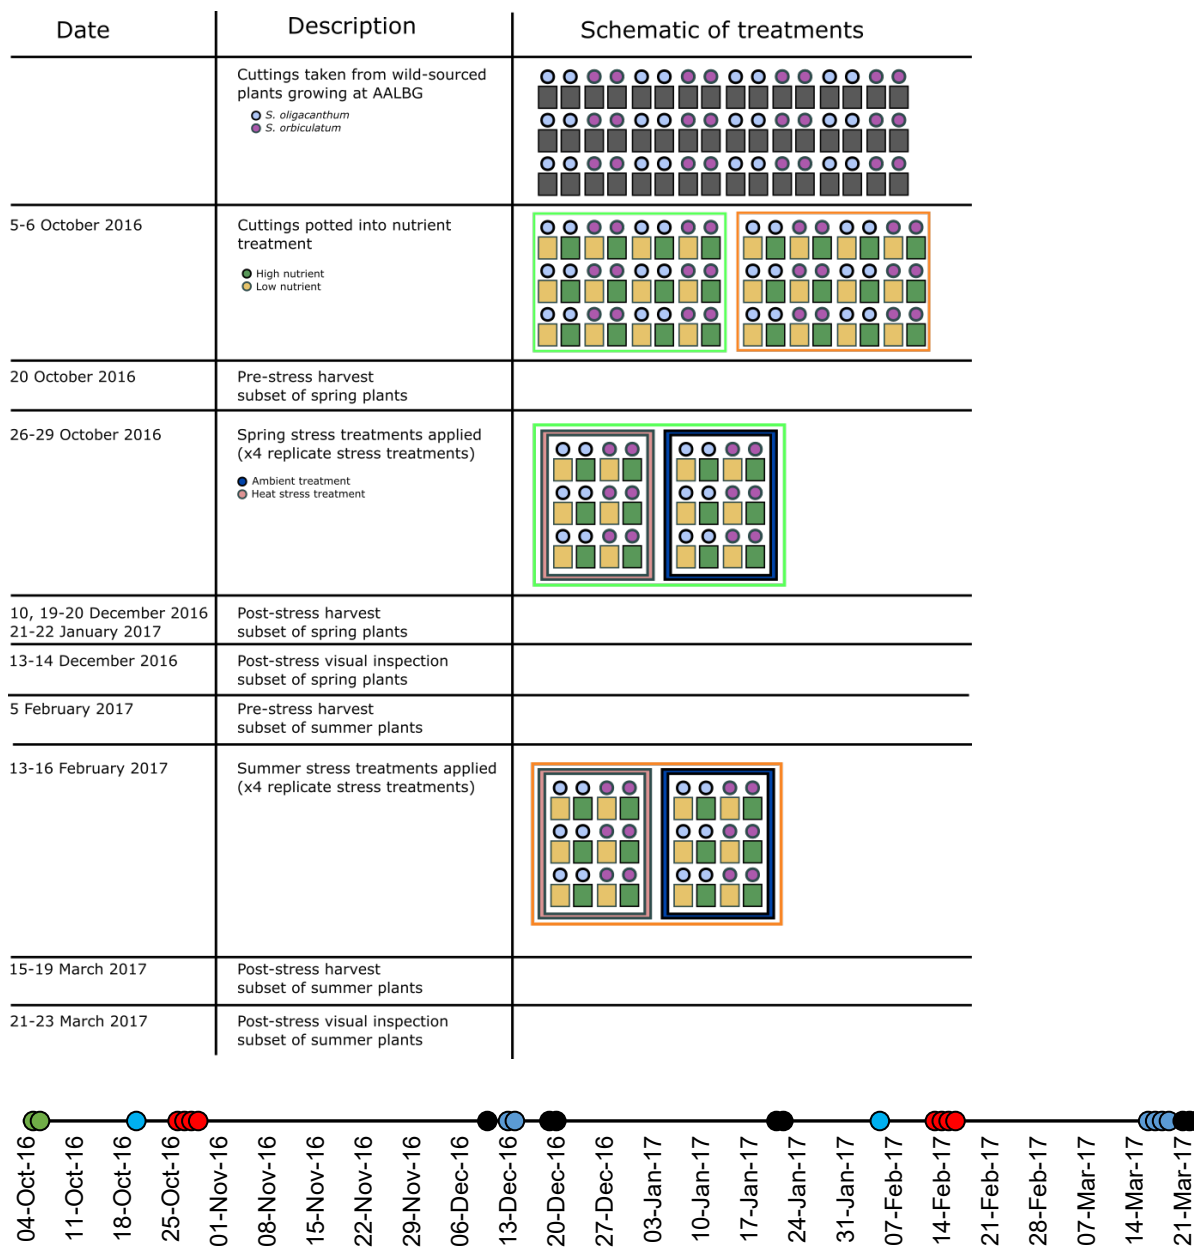 Date
Description
Schematic of treatments
Cuttings taken from wild-sourced
plants growing at AALBG
S. oligacanthum
S. orbiculatum
5-6 October 2016
Cuttings potted into nutrient
treatment
High nutrient
Low nutrient
20 October 2016
Pre-stress harvest
subset of spring plants
26-29 October 2016
Spring stress treatments applied
(x4 replicate stress treatments)
Ambient treatment
Heat stress treatment
10, 19-20 December 2016
21-22 January 2017
Post-stress harvest
subset of spring plants
13-14 December 2016
Post-stress visual inspection
subset of spring plants
5 February 2017
Pre-stress harvest
subset of summer plants
13-16 February 2017
Summer stress treatments applied
(x4 replicate stress treatments)
15-19 March 2017
Post-stress harvest
subset of summer plants
21-23 March 2017
Post-stress visual inspection
subset of summer plants
04-Oct-16
11-Oct-16
18-Oct-16
25-Oct-16
01-Nov-16
08-Nov-16
15-Nov-16
22-Nov-16
29-Nov-16
06-Dec-16
13-Dec-16
20-Dec-16
27-Dec-16
03-Jan-17
10-Jan-17
17-Jan-17
24-Jan-17
31-Jan-17
07-Feb-17
14-Feb-17
21-Feb-17
28-Feb-17
07-Mar-17
14-Mar-17
21-Mar-17